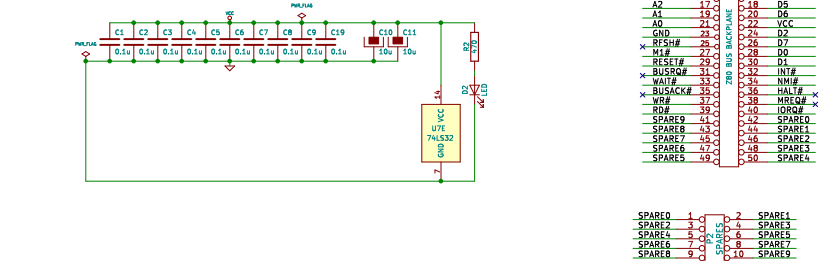 PWR_FLAG
VCC
PWR_FLAG
C1 C2 C3 C4 C5 C6 C7 C8 C9 C19 C10 C11
0.1u 0.1u 0.1u 0.1u 0.1u 0.1u 0.1u 0.1u 0.1u 0.1u 10u 10u
R2
470
D2
LED
14
VCC
U7E
74LS32
GND
7
Z80 BUS BACKPLANE
A2 17 18 D5
A1 19 20 D6
A0 21 22 VCC
GND 23 24 D2
RFSH# 25 26 D7
M1# 27 28 D0
RESET# 29 30 D1
BUSRQ# 31 32 INT#
WAIT# 33 34 NMI#
BUSACK# 35 36 HALT#
WR# 37 38 MREQ#
RD# 39 40 IORQ#
SPARE9 41 42 SPARE0
SPARE8 43 44 SPARE1
SPARE7 45 46 SPARE2
SPARE6 47 48 SPARE3
SPARE5 49 50 SPARE4
P2
SPARES
SPARE0 1 2 SPARE1
SPARE2 3 4 SPARE3
SPARE4 5 6 SPARE5
SPARE6 7 8 SPARE7
SPARE8 9 10 SPARE9